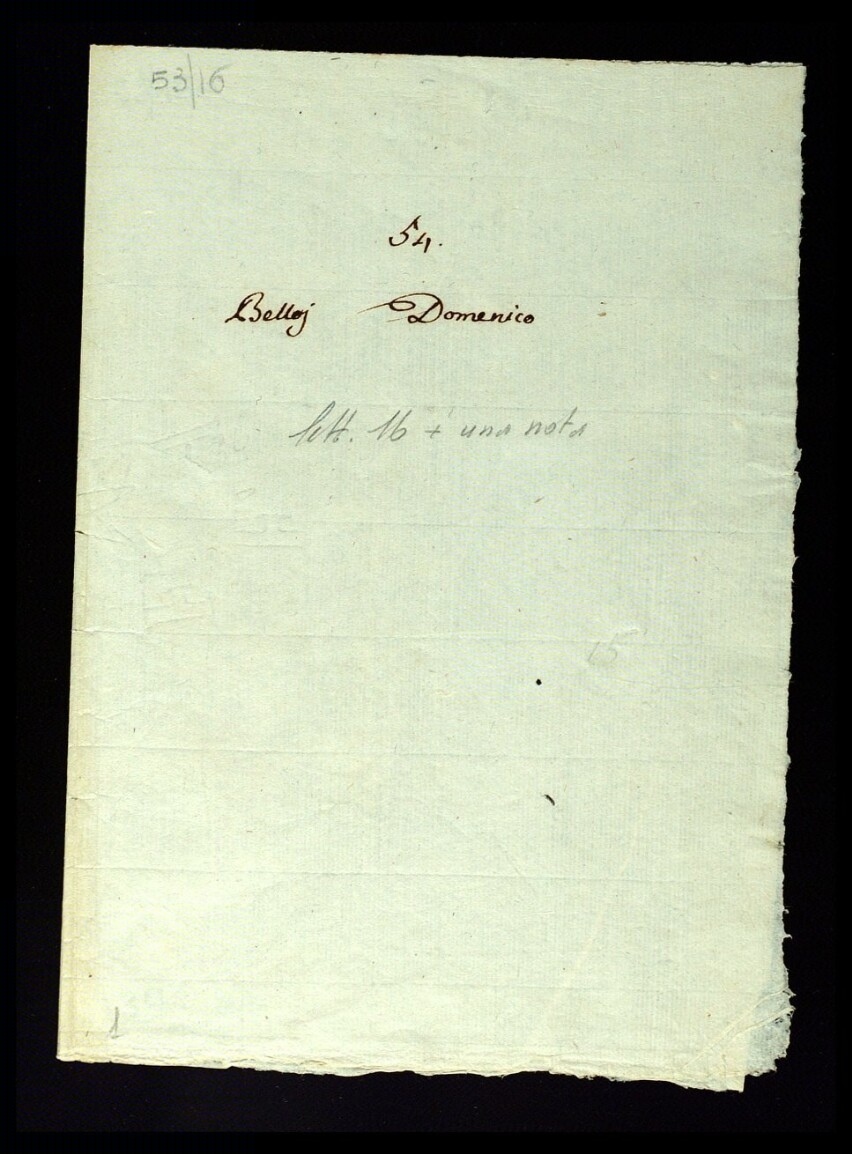 53/16
54.
Belloj Domenico
lett. 16 + una nota
15
1